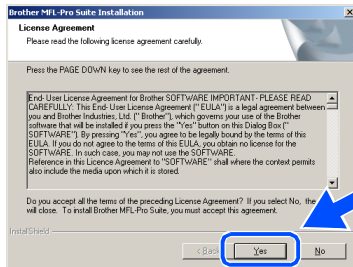 Brother MFL-Pro Suite Installation
License Agreement
Please read the following license agreement carefully.
Press the PAGE DOWN key to see the rest of the agreement.
End- User License Agreement for Brother SOFTWARE IMPORTANT- PLEASE READ
CAREFULLY: This End- User License Agreement (" EULA") is a legal agreement between
you and Brother Industries, Ltd. (" Brother"), which governs your use of the Brother
software that will be installed if you press the "Yes" button on this Dialog Box ("
SOFTWARE"). By pressing "Yes", you agree to be legally bound by the terms of this
EULA. If you do not agree to the terms of this EULA, you obtain no license for the
SOFTWARE. In such case, you may not use the SOFTWARE.
Reference in this Licence Agreement to "SOFTWARE" shall where the context permits
also include the media upon which it is stored.
Do you accept all the terms of the preceding License Agreement? If you select No, the
will close. To install Brother MFL-Pro Suite, you must accept this agreement.
InstallShield
< Back
Yes
No